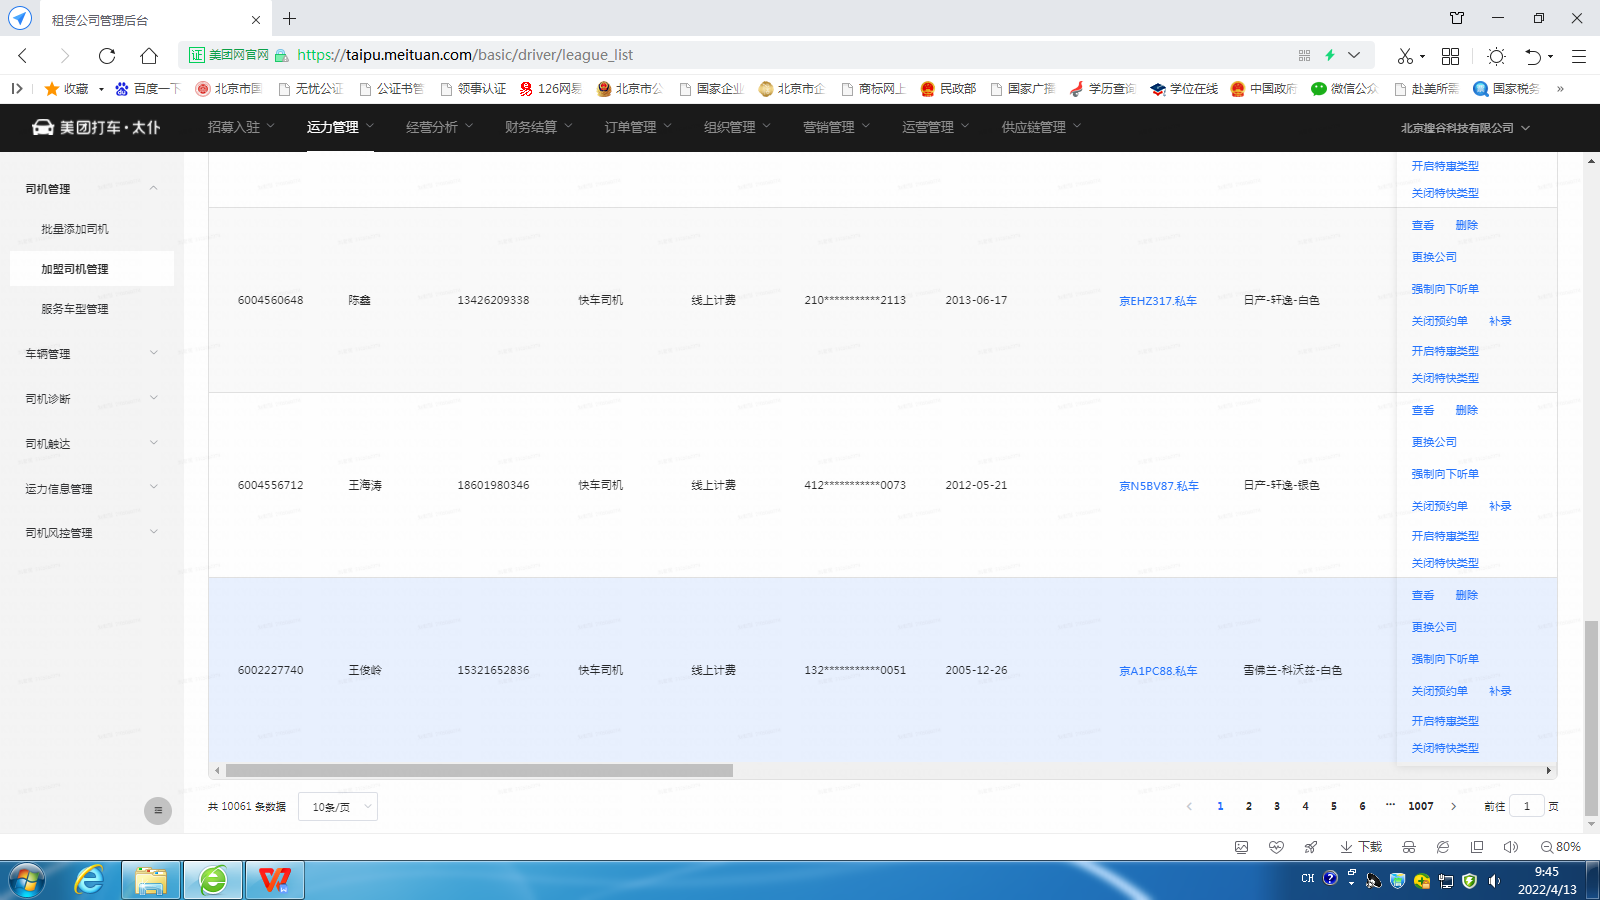 租赁公司管理后台
证 美团网官网 https://taipu.meituan.com/basic/driver/league_list
收藏 百度一下 北京市国 无忧公证 公证书管 领事认证 126网易 北京市公 国家企业 北京市企 商标网上 民政部 国家广播 学历查询 学位在线 中国政府 微信公众 赴美所需 国家税务 »
美团打车·太仆 招募入驻 运力管理 经营分析 财务结算 订单管理 组织管理 营销管理 运营管理 供应链管理 北京搜谷科技有限公司
司机管理
批量添加司机
加盟司机管理
服务车型管理
车辆管理
司机诊断
司机触达
运力信息管理
司机风控管理
开启特惠类型
关闭特快类型
6004560648 陈鑫 13426209338 快车司机 线上计费 210***********2113 2013-06-17 京EHZ317.私车 日产-轩逸-白色
查看 删除
更换公司
强制向下听单
关闭预约单 补录
开启特惠类型
关闭特快类型
6004556712 王海涛 18601980346 快车司机 线上计费 412***********0073 2012-05-21 京N5BV87.私车 日产-轩逸-银色
查看 删除
更换公司
强制向下听单
关闭预约单 补录
开启特惠类型
关闭特快类型
6002227740 王俊岭 15321652836 快车司机 线上计费 132***********0051 2005-12-26 京A1PC88.私车 雪佛兰-科沃兹-白色
查看 删除
更换公司
强制向下听单
关闭预约单 补录
开启特惠类型
关闭特快类型
共 10061 条数据 10条/页 1 2 3 4 5 6 ··· 1007 前往 1 页
下载 80%
CH 9:45
2022/4/13